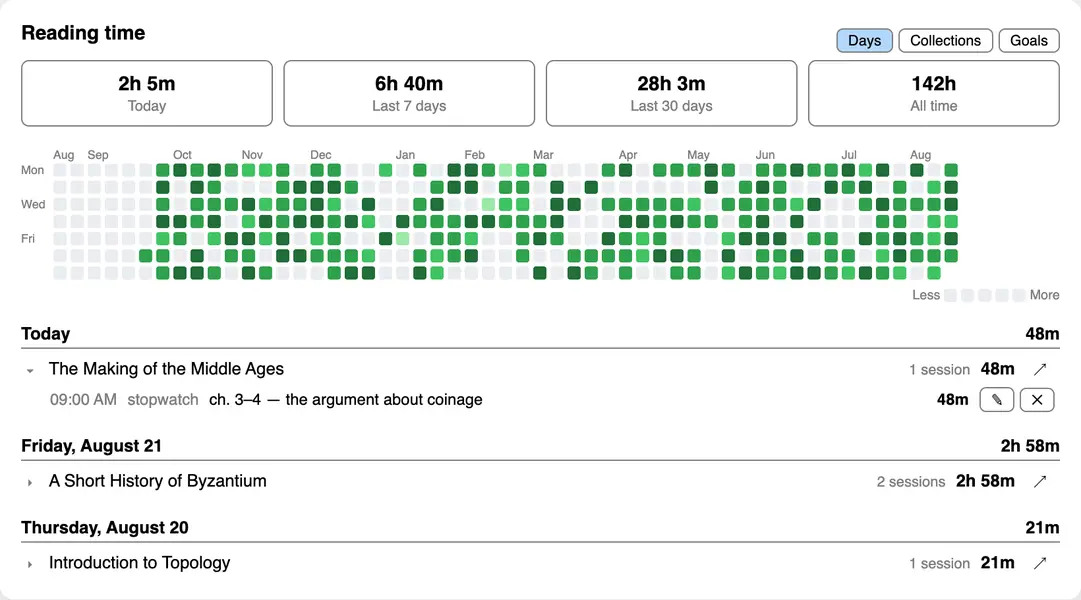 Reading time
Days Collections Goals
2h 5m 6h 40m 28h 3m 142h
Today Last 7 days Last 30 days All time
Aug Sep Oct Nov Dec Jan Feb Mar Apr May Jun Jul Aug
Mon
Wed
Fri
Less More
Today 48m
The Making of the Middle Ages 1 session 48m
09:00 AM stopwatch ch. 3–4 — the argument about coinage 48m
Friday, August 21 2h 58m
A Short History of Byzantium 2 sessions 2h 58m
Thursday, August 20 21m
Introduction to Topology 1 session 21m